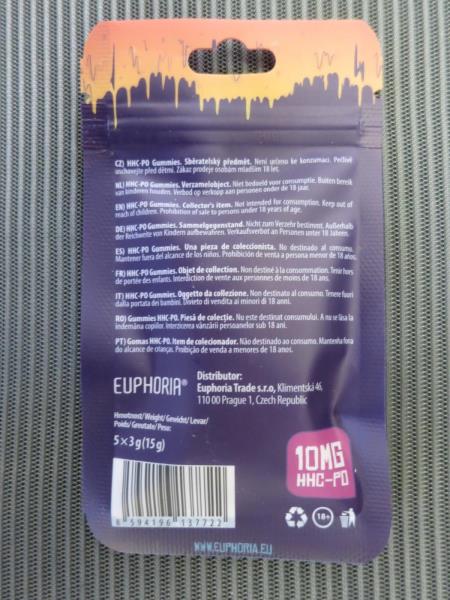 CZ) HHC-PO Gummies. Sběratelský předmět. Není určeno ke konzumaci. Pečlivě
uschovejte před dětmi. Zákaz prodeje osobám mladším 18 let.
NL) HHC-PO Gummies. Verzamelobject. Niet bedoeld voor consumptie. Buiten bereik
van kinderen houden. Verbod op verkoop aan personen onder de 18 jaar.
EN) HHC-PO Gummies. Collector's item. Not intended for consumption. Keep out of
reach of children. Prohibition of sale to persons under 18 years of age.
DE) HHC-PO Gummies. Sammelgegenstand. Nicht zum Verzehr bestimmt. Außerhalb
der Reichweite von Kindern aufbewahren. Verkaufsverbot an Personen unter 18 Jahren.
ES) HHC-PO Gummies. Una pieza de coleccionista. No destinado al consumo.
Mantener fuera del alcance de los niños. Prohibición de venta a persona menor de 18 años.
FR) HHC-PO Gummies. Objet de collection. Non destiné à la consommation. Tenir hors
de portée des enfants. Interdiction de vente aux personnes de moins de 18 ans.
IT) HHC-PO Gummies. Oggetto da collezione. Non destinato al consumo. Tenere fuori
dalla portata dei bambini. Divieto di vendita ai minori di 18 anni.
RO) Gummies HHC-PO. Piesă de colecție. Nu este destinat consumului. A nu se lăsa la
îndemâna copiilor. Interzicerea vânzării persoanelor sub 18 ani.
PT) Gomas HHC-PO. Item de colecionador. Não destinado ao consumo. Mantenha fora
do alcance de crianças. Proibição de venda a menores de 18 anos.
EUPHORIA®
Distributor:
Euphoria Trade s.r.o, Klimentská 46,
110 00 Prague 1, Czech Republic
Hmotnost/Weight/Gewicht/Levar/
Poids/Greutate/Peso:
5×3g (15 g)
10MG
HHC-PO
8 594196 137722
18+
WWW.EUPHORIA.EU